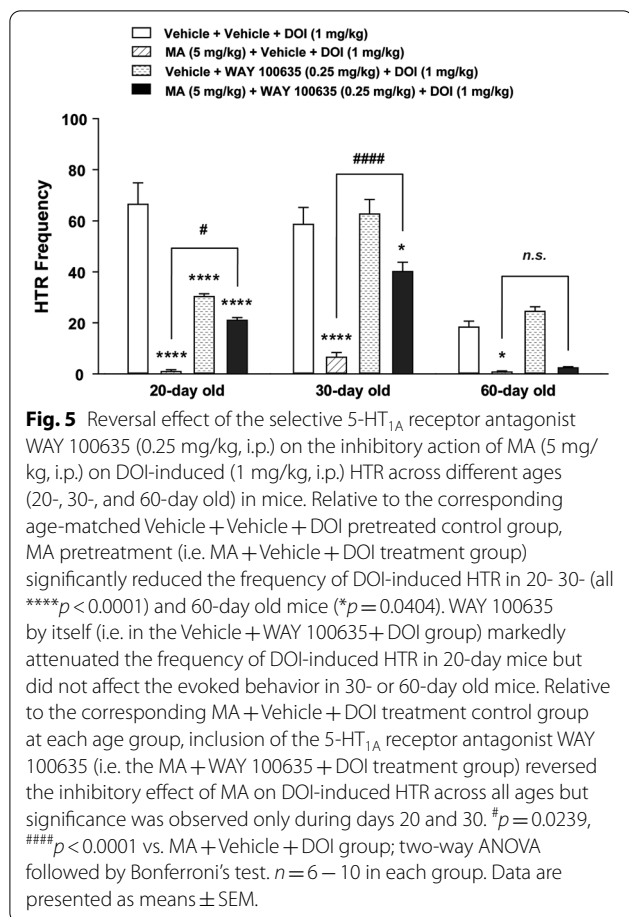 Vehicle + Vehicle + DOI (1 mg/kg)
MA (5 mg/kg) + Vehicle + DOI (1 mg/kg)
Vehicle + WAY 100635 (0.25 mg/kg) + DOI (1 mg/kg)
MA (5 mg/kg) + WAY 100635 (0.25 mg/kg) + DOI (1 mg/kg)
HTR Frequency
100
80
60
40
20
0
#
####
n.s.
****
****
****
****
*
*
20-day old
30-day old
60-day old
Fig. 5 Reversal effect of the selective 5-HT1A receptor antagonist
WAY 100635 (0.25 mg/kg, i.p.) on the inhibitory action of MA (5 mg/
kg, i.p.) on DOI-induced (1 mg/kg, i.p.) HTR across different ages
(20-, 30-, and 60-day old) in mice. Relative to the corresponding
age-matched Vehicle + Vehicle + DOI pretreated control group,
MA pretreatment (i.e. MA + Vehicle + DOI treatment group)
significantly reduced the frequency of DOI-induced HTR in 20- 30- (all
****p < 0.0001) and 60-day old mice (*p = 0.0404). WAY 100635
by itself (i.e. in the Vehicle + WAY 100635+ DOI group) markedly
attenuated the frequency of DOI-induced HTR in 20-day mice but
did not affect the evoked behavior in 30- or 60-day old mice. Relative
to the corresponding MA + Vehicle + DOI treatment control group
at each age group, inclusion of the 5-HT1A receptor antagonist WAY
100635 (i.e. the MA + WAY 100635 + DOI treatment group) reversed
the inhibitory effect of MA on DOI-induced HTR across all ages but
significance was observed only during days 20 and 30. #p = 0.0239,
####p < 0.0001 vs. MA + Vehicle + DOI group; two-way ANOVA
followed by Bonferroni's test. n = 6 – 10 in each group. Data are
presented as means ± SEM.